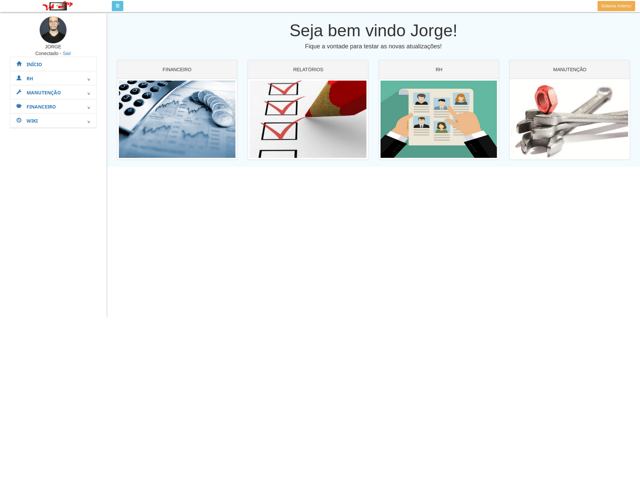 Sistema Anterior
JORGE
Conectado - Sair
INÍCIO
RH
MANUTENÇÃO
FINANCEIRO
WIKI
Seja bem vindo Jorge!
Fique a vontade para testar as novas atualizações!
FINANCEIRO
RELATÓRIOS
RH
MANUTENÇÃO